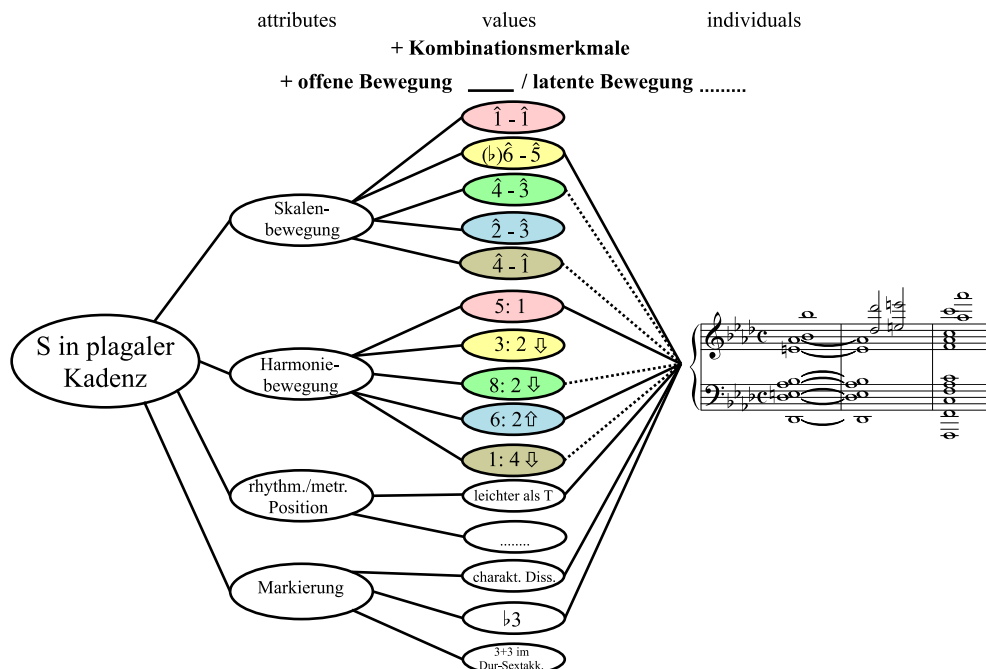 attributes values individuals
+ Kombinationsmerkmale
+ offene Bewegung ____ / latente Bewegung .........
1̂ - 1̂
(♭)6̂ - 5̂
4̂ - 3̂
Skalen-
bewegung
2̂ - 3̂
4̂ - 1̂
5: 1
S in plagaler
Kadenz
3: 2 ⇩
Harmonie-
bewegung
8: 2 ⇩
6: 2 ⇧
1: 4 ⇩
rhythm./metr.
Position
leichter als T
........
Markierung
charakt. Diss.
♭3
3+3 im
Dur-Sextakk.